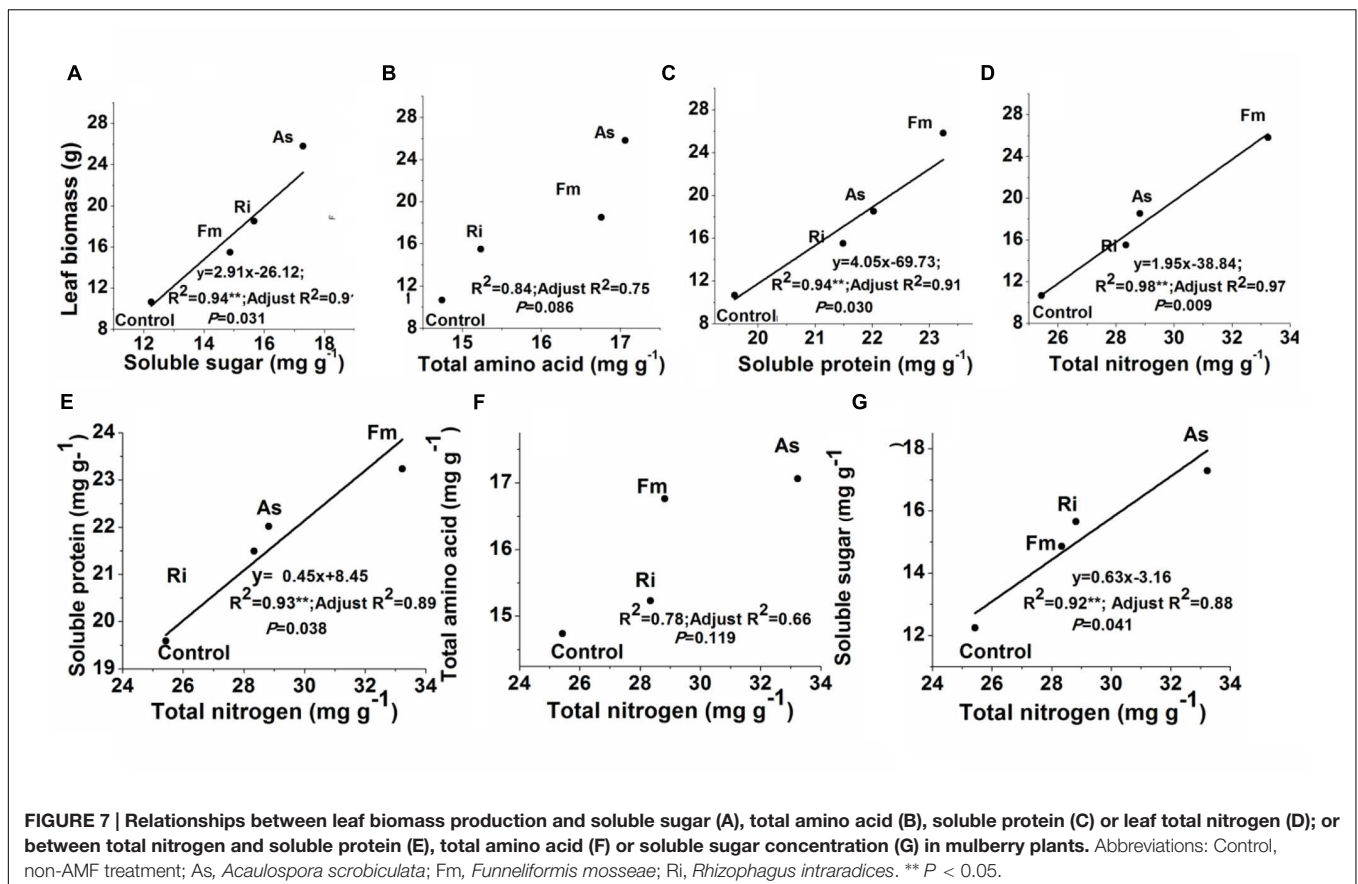 A
Leaf biomass (g)
28
24
20
16
12
8
As
Ri
Fm
y=2.91x-26.12;
R²=0.94**;Adjust R²=0.9
P=0.031
Control
12 14 16 18
Soluble sugar (mg g⁻¹)
B
28
24
20
16
12
8
As
Fm
Ri
R²=0.84;Adjust R²=0.75
P=0.086
Control
15 16 17
Total amino acid (mg g⁻¹)
C
28
24
20
16
12
8
Fm
As
Ri
y=4.05x-69.73;
R²=0.94**;Adjust R²=0.91
P=0.030
Control
20 21 22 23
Soluble protein (mg g⁻¹)
D
28
24
20
16
12
8
Fm
As
Ri
y=1.95x-38.84;
R²=0.98**;Adjust R²=0.97
P=0.009
Control
26 28 30 32 34
Total nitrogen (mg g⁻¹)
E
Soluble protein (mg g-¹)
24
23
22
21
20
19
Fm
As
Ri
y= 0.45x+8.45
R²=0.93**;Adjust R²=0.89
P=0.038
Control
24 26 28 30 32 34
Total nitrogen (mg g⁻¹)
F
Total amino acid (mg g⁻¹)
17
16
15
As
Fm
Ri
R²=0.78;Adjust R²=0.66
P=0.119
Control
24 26 28 30 32 34
Total nitrogen (mg g⁻¹)
G
Soluble sugar (mg g⁻¹)
18
16
14
12
As
Ri
Fm
y=0.63x-3.16
R²=0.92**; Adjust R²=0.88
P=0.041
Control
24 26 28 30 32 34
Total nitrogen (mg g⁻¹)
FIGURE 7 | Relationships between leaf biomass production and soluble sugar (A), total amino acid (B), soluble protein (C) or leaf total nitrogen (D); or
between total nitrogen and soluble protein (E), total amino acid (F) or soluble sugar concentration (G) in mulberry plants. Abbreviations: Control,
non-AMF treatment; As, Acaulospora scrobiculata; Fm, Funneliformis mosseae; Ri, Rhizophagus intraradices. ** P < 0.05.